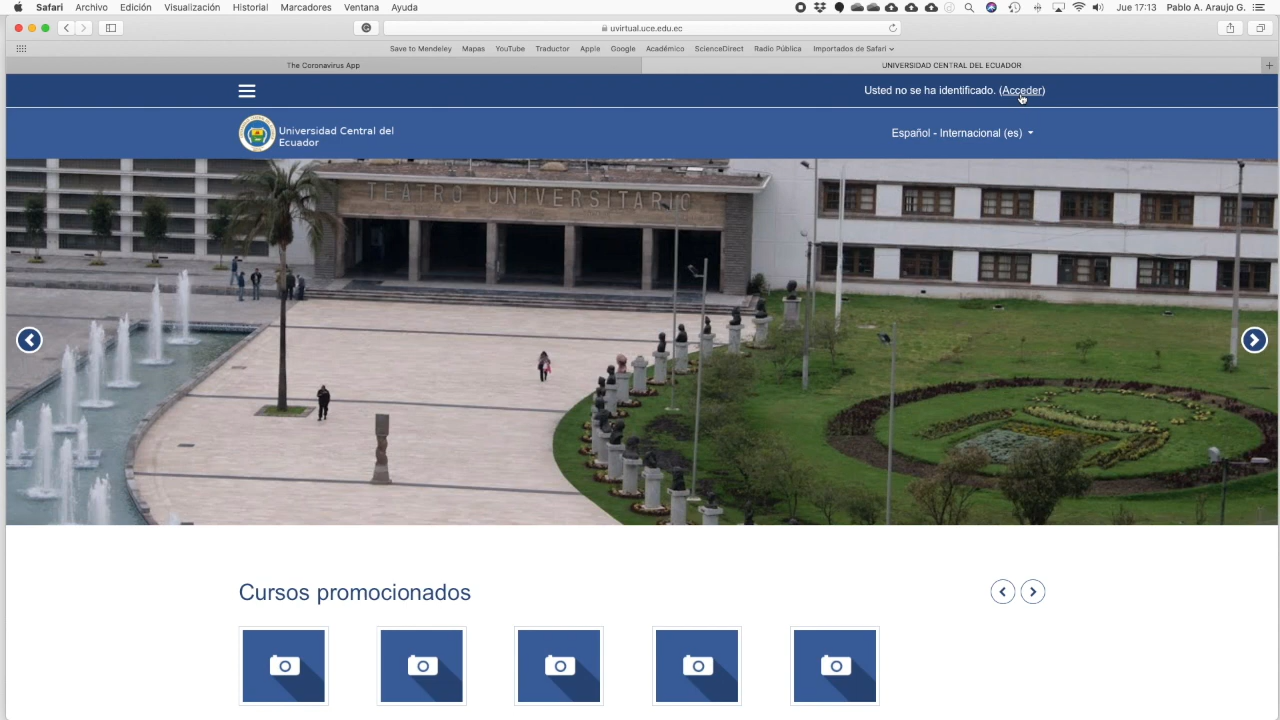 Safari Archivo Edición Visualización Historial Marcadores Ventana Ayuda
Jue 17:13 Pablo A. Araujo G.
uvirtual.uce.edu.ec
Save to Mendeley Mapas YouTube Traductor Apple Google Académico ScienceDirect Radio Pública Importados de Safari
The Coronavirus App
UNIVERSIDAD CENTRAL DEL ECUADOR
Usted no se ha identificado. (Acceder)
Universidad Central del
Ecuador
Español - Internacional (es)
TEATRO UNIVERSITARIO
Cursos promocionados